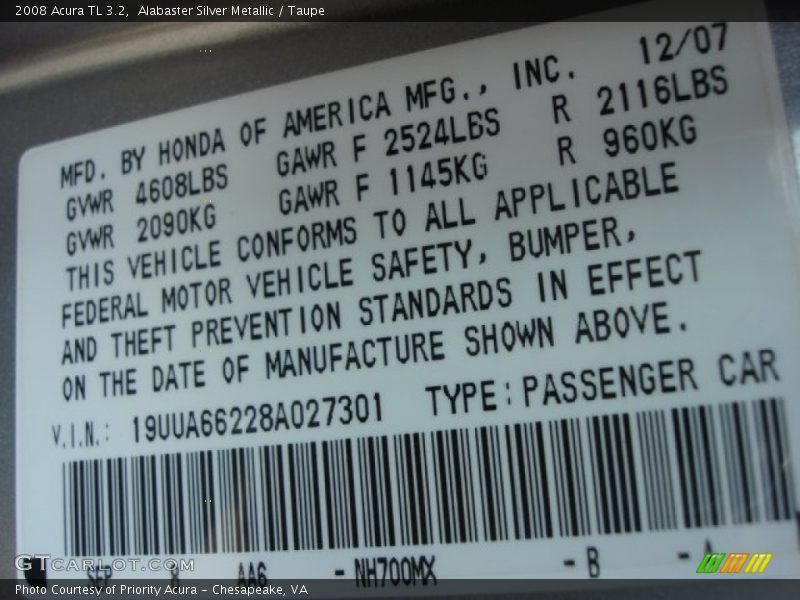 2008 Acura TL 3.2,  Alabaster Silver Metallic / Taupe
12/07
MFD. BY HONDA OF AMERICA MFG., INC.
GVWR 4608LBS GAWR F 2524LBS R 2116LBS
GVWR 2090KG GAWR F 1145KG R 960KG
THIS VEHICLE CONFORMS TO ALL APPLICABLE
FEDERAL MOTOR VEHICLE SAFETY, BUMPER,
AND THEFT PREVENTION STANDARDS IN EFFECT
ON THE DATE OF MANUFACTURE SHOWN ABOVE.
V.I.N.: 19UUA66228A027301 TYPE:PASSENGER CAR
AA6 - NH700MX - B -
GTCarLot.com
Photo Courtesy of Priority Acura – Chesapeake, VA